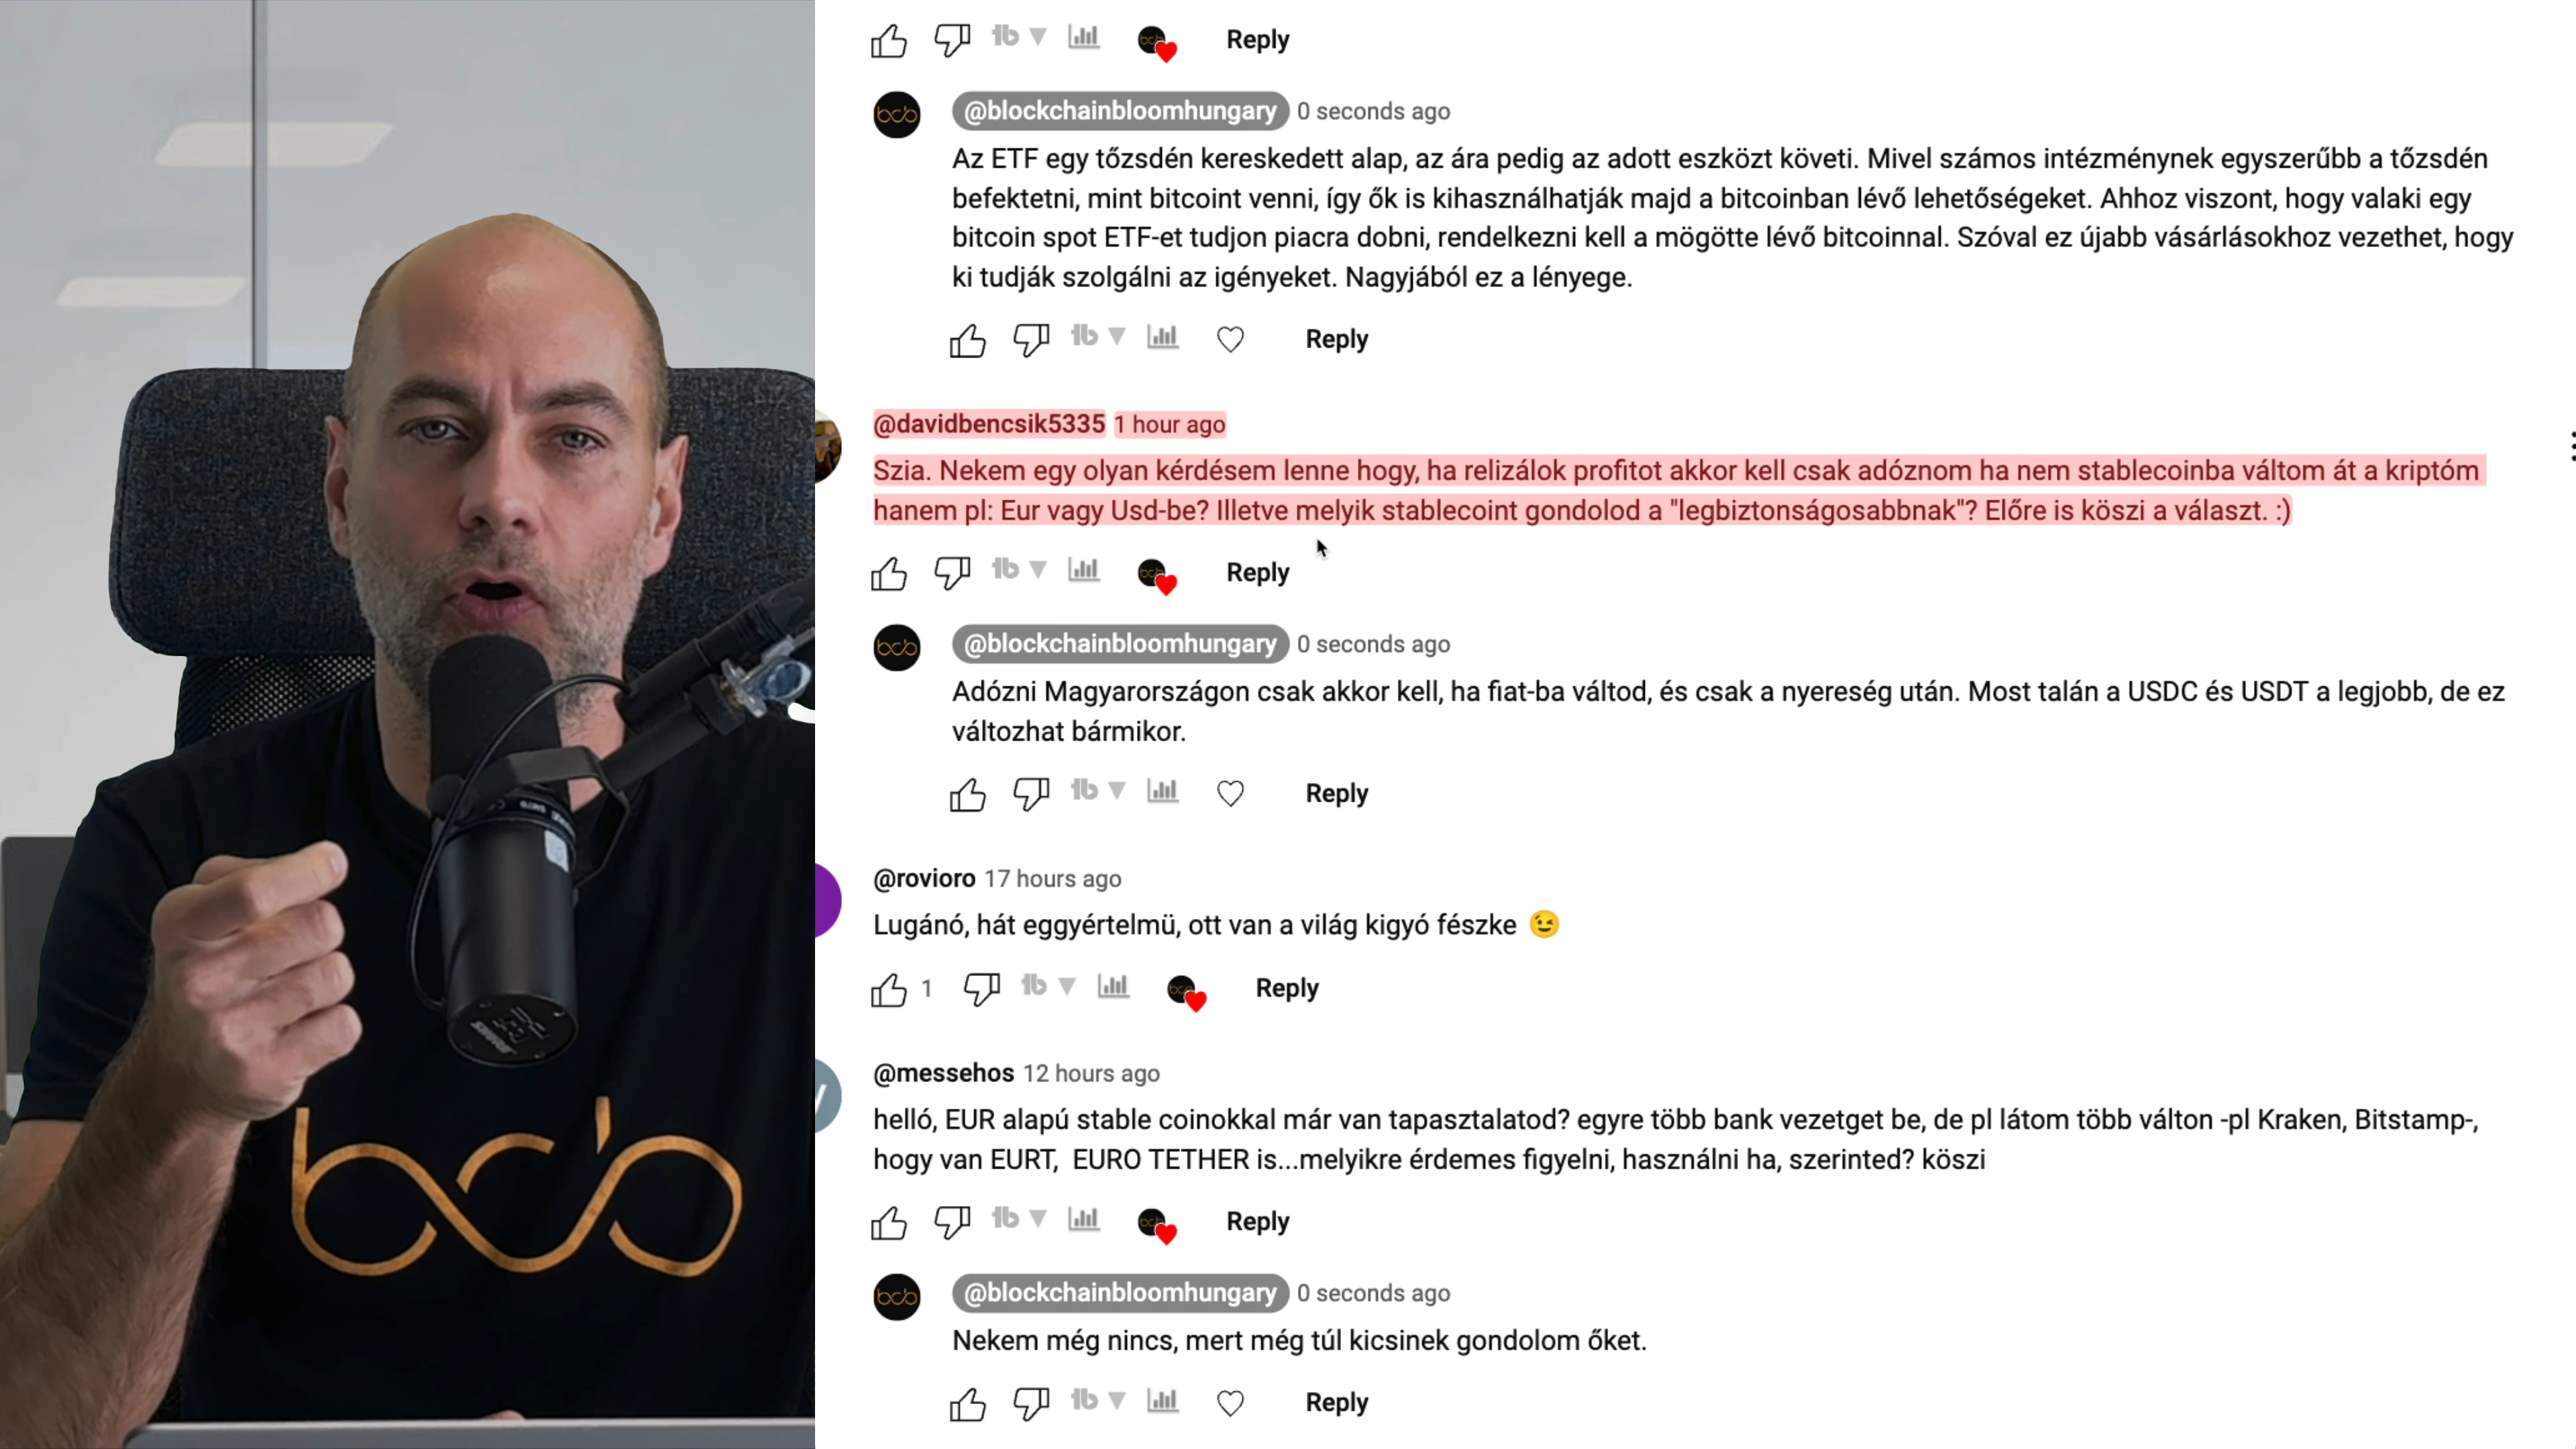 Reply
@blockchainbloomhungary 0 seconds ago
Az ETF egy tőzsdén kereskedett alap, az ára pedig az adott eszközt követi. Mivel számos intézménynek egyszerűbb a tőzsdén
befektetni, mint bitcoint venni, így ők is kihasználhatják majd a bitcoinban lévő lehetőségeket. Ahhoz viszont, hogy valaki egy
bitcoin spot ETF-et tudjon piacra dobni, rendelkezni kell a mögötte lévő bitcoinnal. Szóval ez újabb vásárlásokhoz vezethet, hogy
ki tudják szolgálni az igényeket. Nagyjából ez a lényege.
Reply
@davidbencsik5335 1 hour ago
Szia. Nekem egy olyan kérdésem lenne hogy, ha relizálok profitot akkor kell csak adóznom ha nem stablecoinba váltom át a kriptóm
hanem pl: Eur vagy Usd-be? Illetve melyik stablecoint gondolod a "legbiztonságosabbnak"? Előre is köszi a választ. :)
Reply
@blockchainbloomhungary 0 seconds ago
Adózni Magyarországon csak akkor kell, ha fiat-ba váltod, és csak a nyereség után. Most talán a USDC és USDT a legjobb, de ez
változhat bármikor.
Reply
@rovioro 17 hours ago
Lugánó, hát eggyértelmü, ott van a világ kigyó fészke 😉
1 Reply
@messehos 12 hours ago
helló, EUR alapú stable coinokkal már van tapasztalatod? egyre több bank vezetget be, de pl látom több válton -pl Kraken, Bitstamp-,
hogy van EURT, EURO TETHER is...melyikre érdemes figyelni, használni ha, szerinted? köszi
Reply
@blockchainbloomhungary 0 seconds ago
Nekem még nincs, mert még túl kicsinek gondolom őket.
Reply
bcb